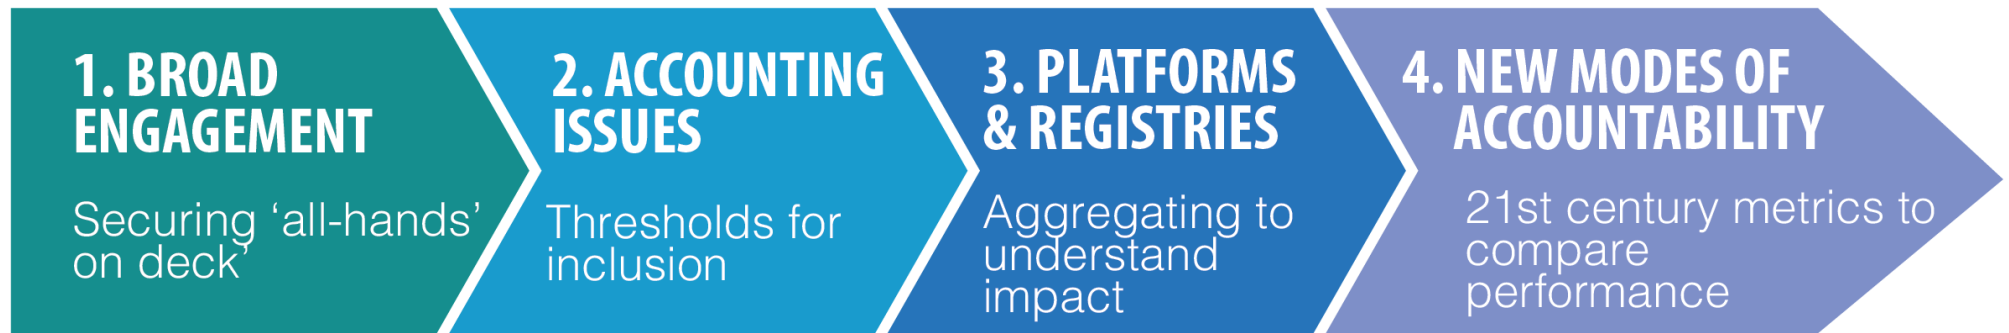 1. BROAD
ENGAGEMENT
Securing ‘all-hands’
on deck’
2. ACCOUNTING
ISSUES
Thresholds for
inclusion
3. PLATFORMS
& REGISTRIES
Aggregating to
understand
impact
4. NEW MODES OF
ACCOUNTABILITY
21st century metrics to
compare
performance